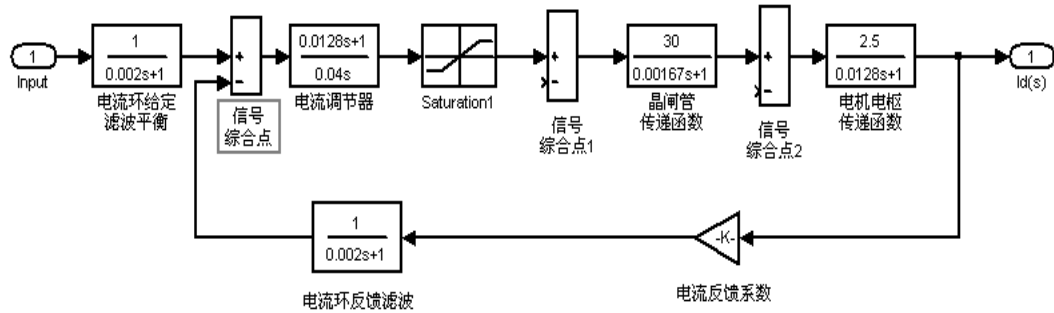 1
Input
1
0.002s+1
电流环给定
滤波平衡
+
-
信号
综合点
0.0128s+1
0.04s
电流调节器
Saturation1
+
-
信号
综合点1
30
0.00167s+1
晶闸管
传递函数
+
-
信号
综合点2
2.5
0.0128s+1
电机电枢
传递函数
1
Id(s)
1
0.002s+1
电流环反馈滤波
-K-
电流反馈系数